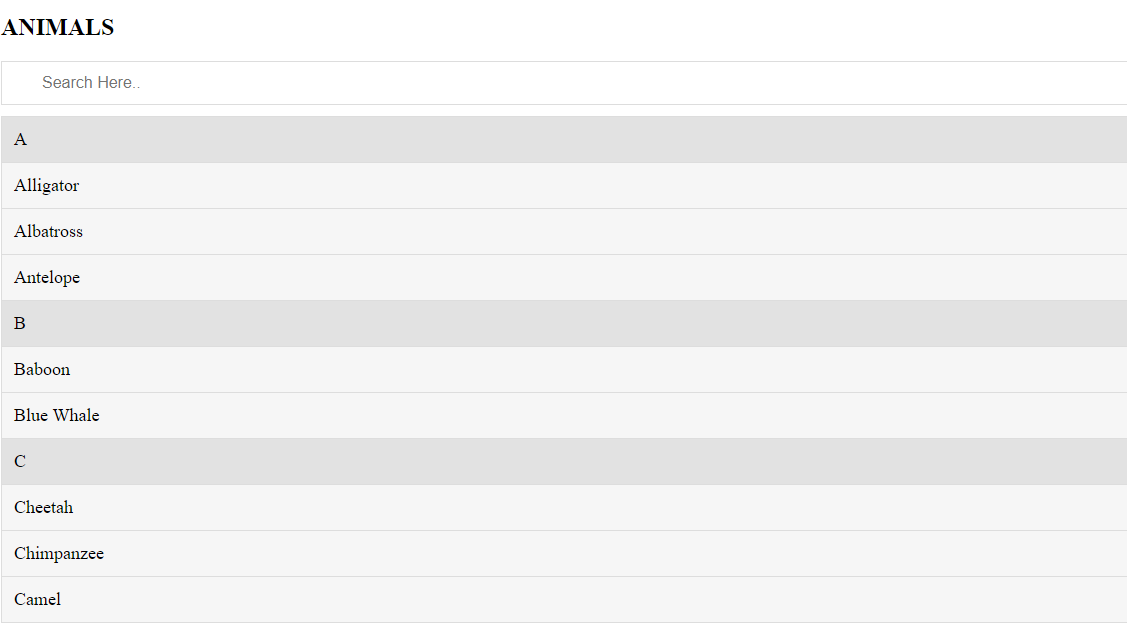 ANIMALS
Search Here..
A
Alligator
Albatross
Antelope
B
Baboon
Blue Whale
C
Cheetah
Chimpanzee
Camel